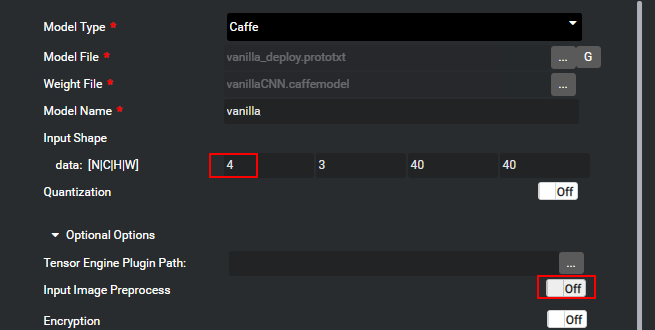 Model Type * Caffe
Model File * vanilla_deploy.prototxt ... G
Weight File * vanillaCNN.caffemodel ...
Model Name * vanilla
Input Shape
data: [N|C|H|W] 4 3 40 40
Quantization Off
Optional Options
Tensor Engine Plugin Path: ...
Input Image Preprocess Off
Encryption Off